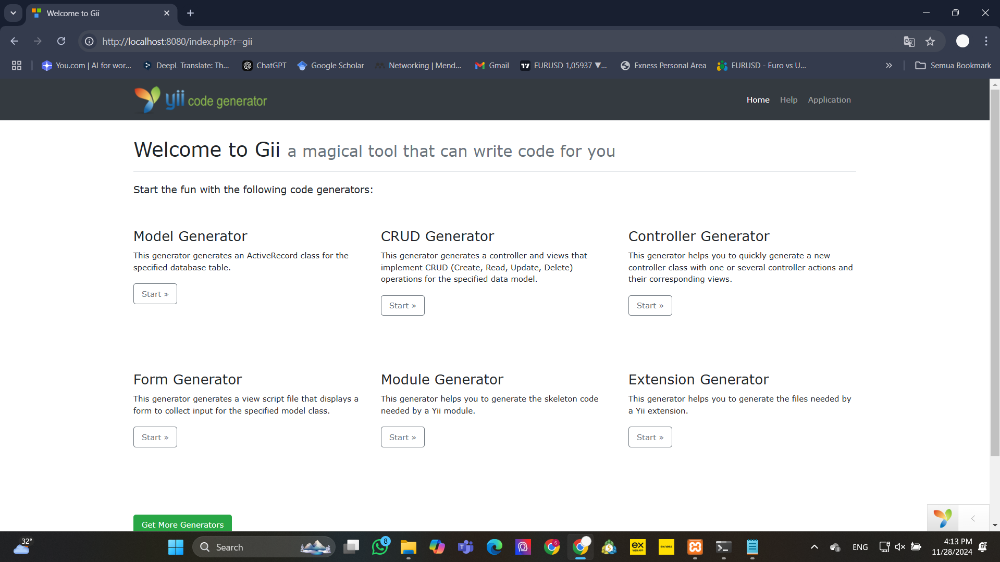 Welcome to Gii
http://localhost:8080/index.php?r=gii
You.com | AI for wor...
DeepL Translate: Th...
ChatGPT
Google Scholar
Networking | Mend...
Gmail
EURUSD 1,05937 ▼...
Exness Personal Area
EURUSD - Euro vs U...
»
Semua Bookmark
yii code generator
Home
Help
Application
Welcome to Gii a magical tool that can write code for you
Start the fun with the following code generators:
Model Generator
This generator generates an ActiveRecord class for the
specified database table.
Start »
CRUD Generator
This generator generates a controller and views that
implement CRUD (Create, Read, Update, Delete)
operations for the specified data model.
Start »
Controller Generator
This generator helps you to quickly generate a new
controller class with one or several controller actions and
their corresponding views.
Start »
Form Generator
This generator generates a view script file that displays a
form to collect input for the specified model class.
Start »
Module Generator
This generator helps you to generate the skeleton code
needed by a Yii module.
Start »
Extension Generator
This generator helps you to generate the files needed by
a Yii extension.
Start »
Get More Generators
32°
Search
8
ex
WEB APP
exness
ENG
4:13 PM
11/28/2024